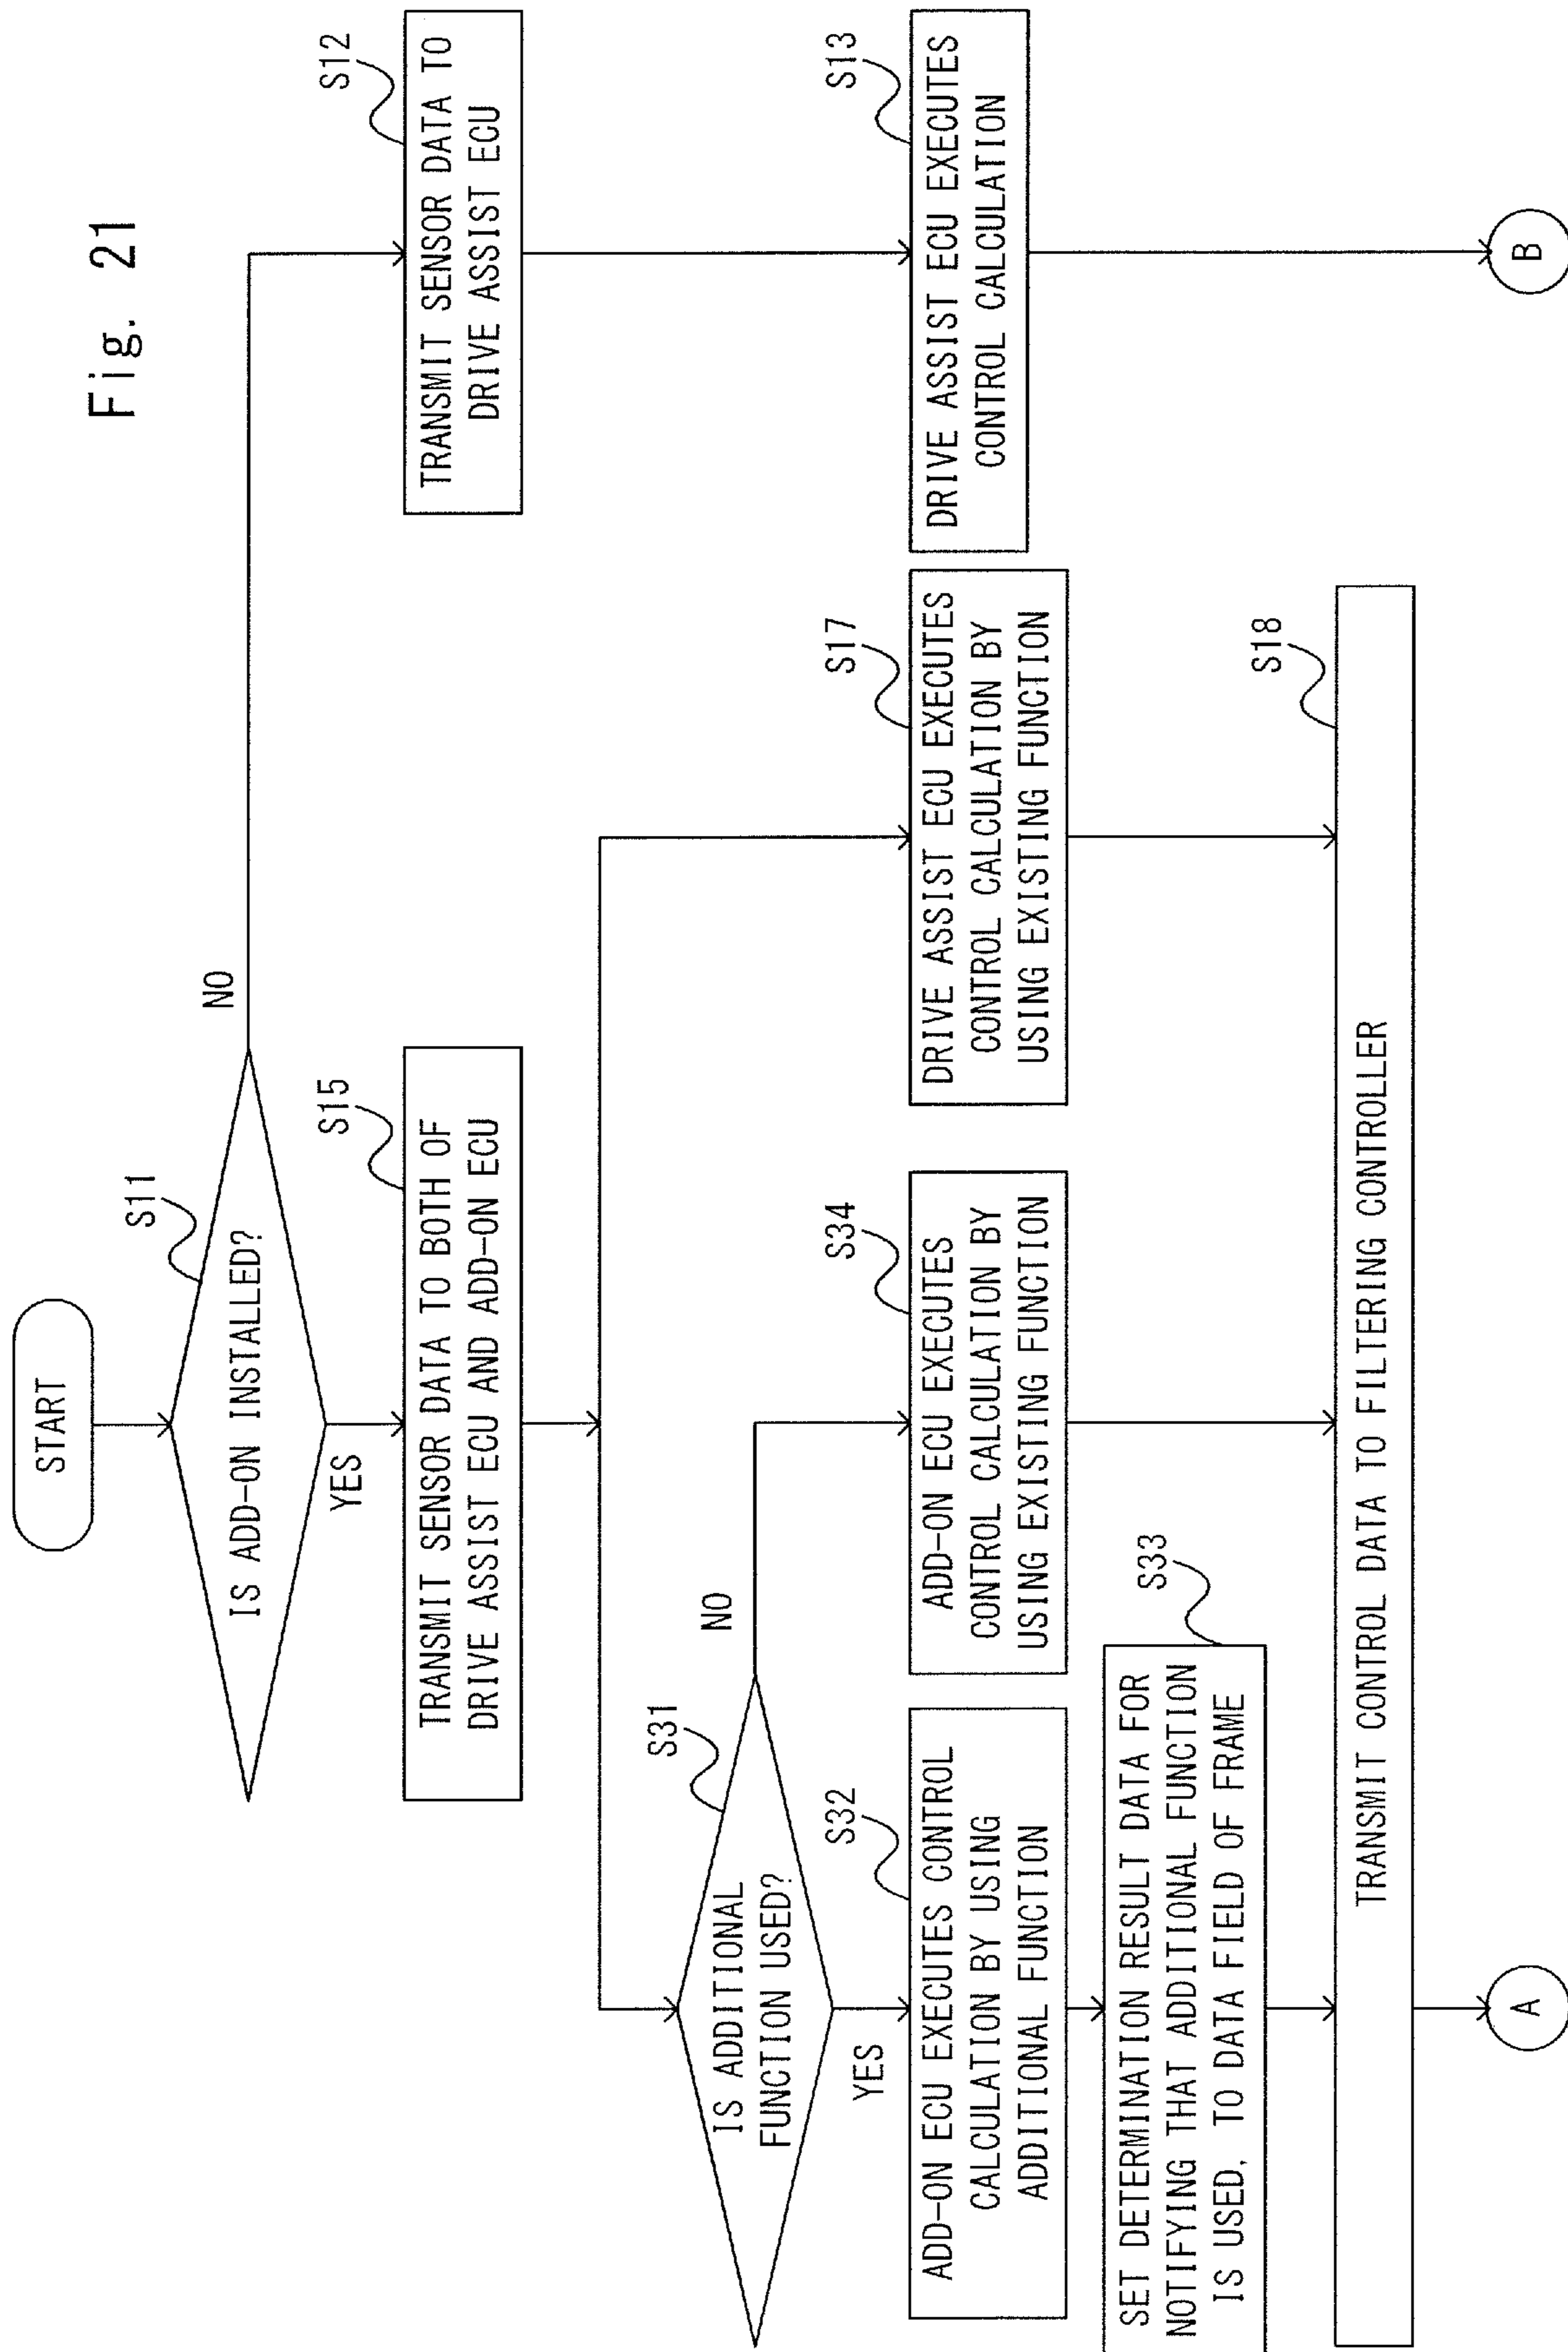 Fig. 21
START
S11
IS ADD-ON INSTALLED?
NO
YES
S15
TRANSMIT SENSOR DATA TO BOTH OF
DRIVE ASSIST ECU AND ADD-ON ECU
S12
TRANSMIT SENSOR DATA TO
DRIVE ASSIST ECU
S31
IS ADDITIONAL
FUNCTION USED?
NO
YES
S32
ADD-ON ECU EXECUTES CONTROL
CALCULATION BY USING
ADDITIONAL FUNCTION
S34
ADD-ON ECU EXECUTES
CONTROL CALCULATION BY
USING EXISTING FUNCTION
S17
DRIVE ASSIST ECU EXECUTES
CONTROL CALCULATION BY
USING EXISTING FUNCTION
S13
DRIVE ASSIST ECU EXECUTES
CONTROL CALCULATION
S33
SET DETERMINATION RESULT DATA FOR
NOTIFYING THAT ADDITIONAL FUNCTION
IS USED, TO DATA FIELD OF FRAME
S18
TRANSMIT CONTROL DATA TO FILTERING CONTROLLER
A
B